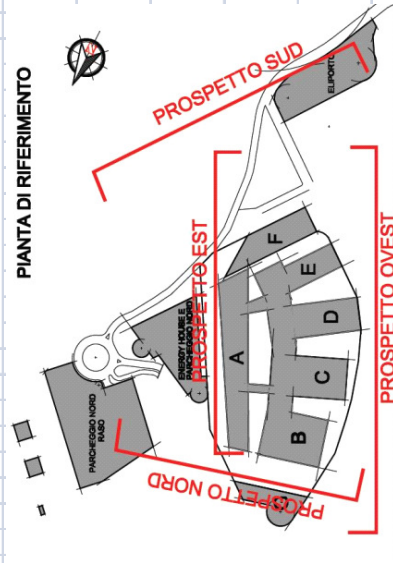 PIANTA DI RIFERIMENTO
PROSPETTO SUD
ELIPORTO
PROSPETTO EST
F
E
ENERGY HOUSE E
PARCHEGGIO NORD
A
D
PROSPETTO OVEST
PARCHEGGIO NORD
RASO
C
B
PROSPETTO NORD